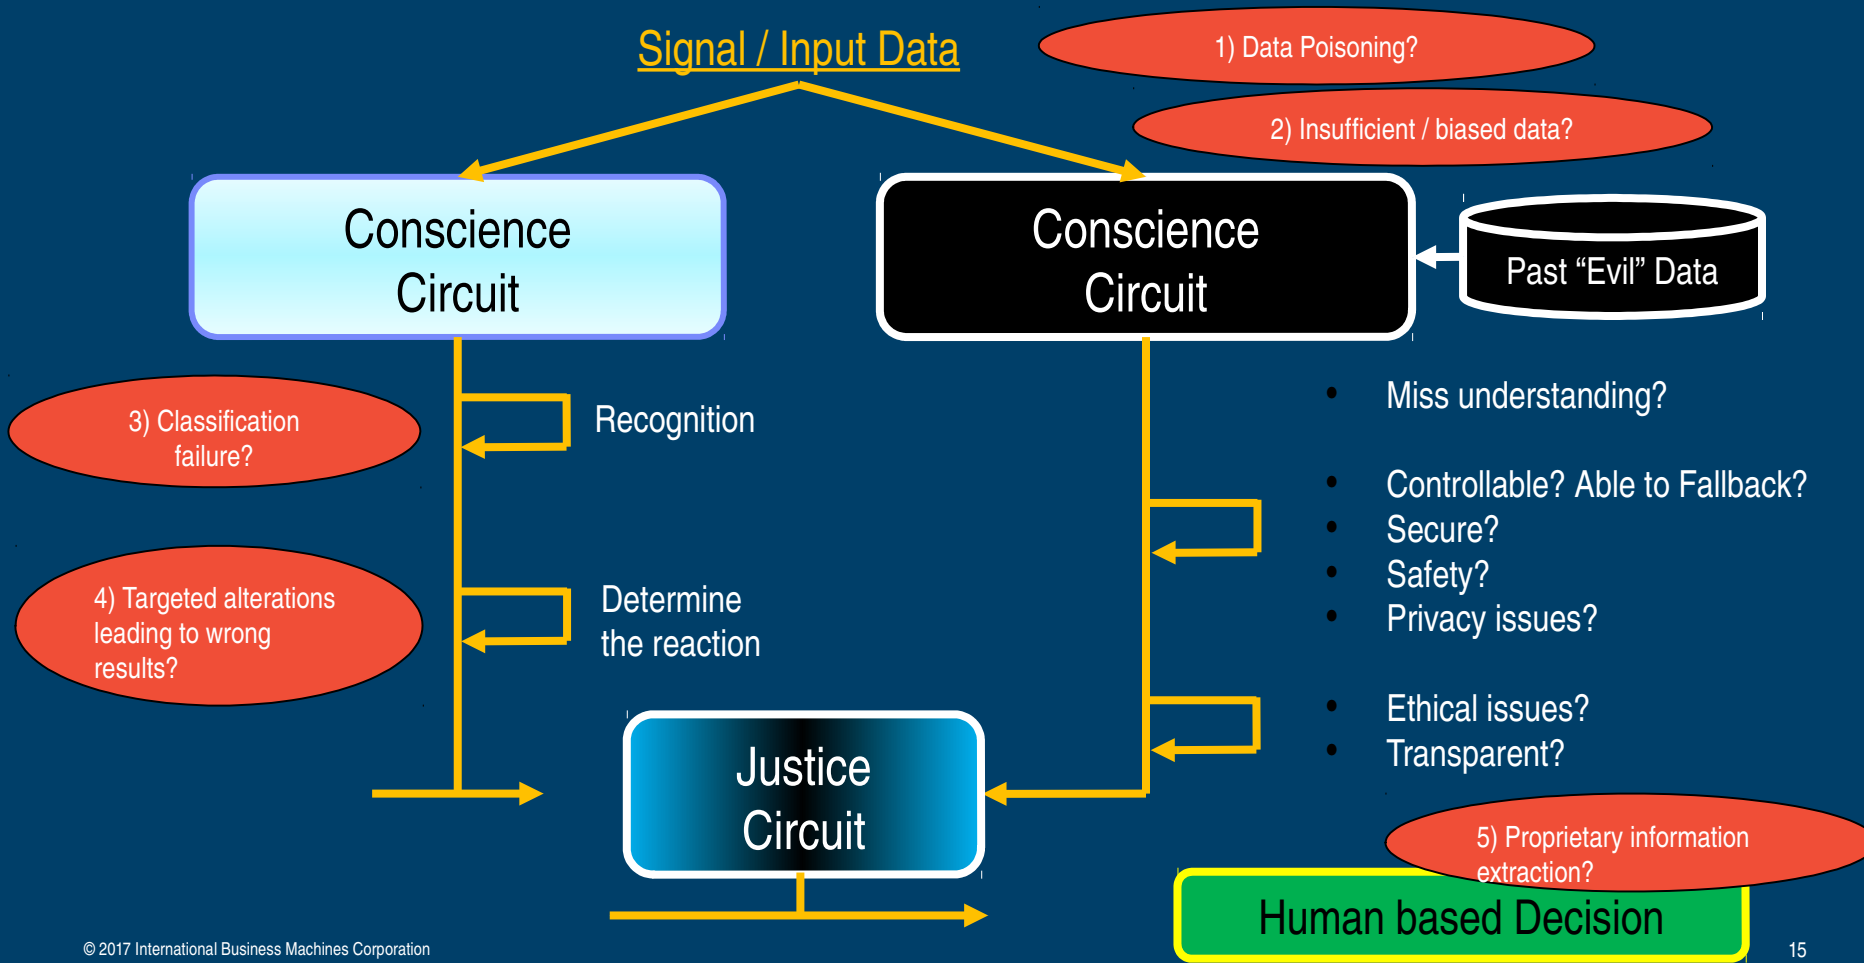 Signal / Input Data
1) Data Poisoning?
2) Insufficient / biased data?
Conscience
Circuit
Conscience
Circuit
Past “Evil” Data
3) Classification
failure?
Recognition
4) Targeted alterations
leading to wrong
results?
Determine
the reaction
• Miss understanding?
• Controllable? Able to Fallback?
• Secure?
• Safety?
• Privacy issues?
• Ethical issues?
• Transparent?
Justice
Circuit
5) Proprietary information
extraction?
Human based Decision
© 2017 International Business Machines Corporation
15